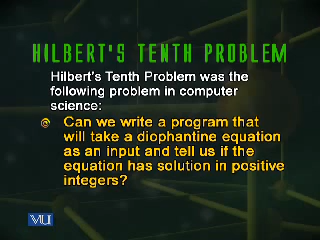 HILBERT'S TENTH PROBLEM
Hilbert's Tenth Problem was the
following problem in computer
science:
Can we write a program that
will take a diophantine equation
as an input and tell us if the
equation has solution in positive
integers?
VU